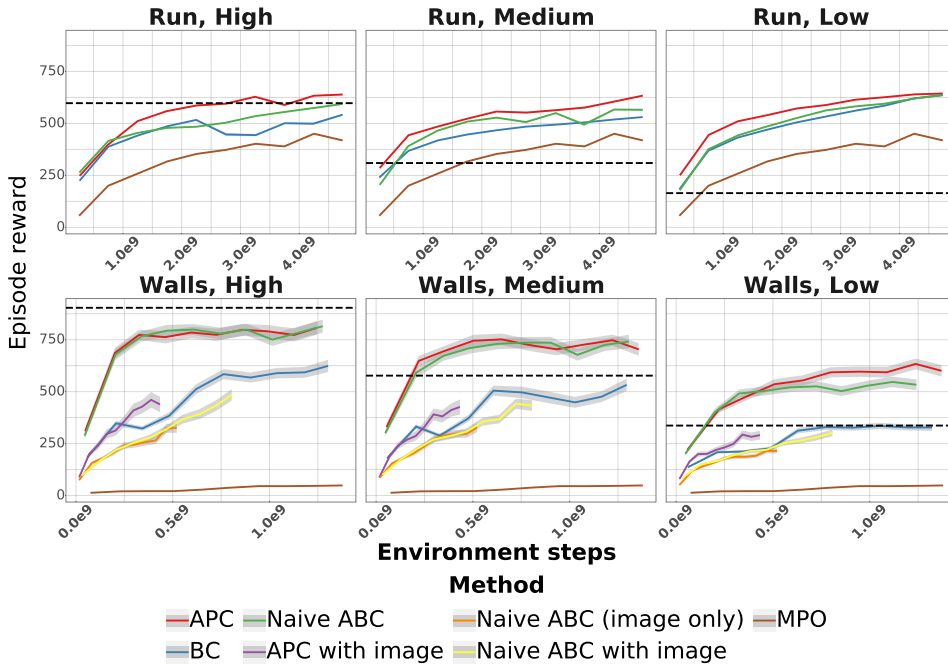 Run, High Run, Medium Run, Low
750
500
250
0
1.0e9 2.0e9 3.0e9 4.0e9 1.0e9 2.0e9 3.0e9 4.0e9 1.0e9 2.0e9 3.0e9 4.0e9
Episode reward
Walls, High Walls, Medium Walls, Low
750
500
250
0
0.0e9 0.5e9 1.0e9 0.0e9 0.5e9 1.0e9 0.0e9 0.5e9 1.0e9
Environment steps
Method
APC Naive ABC Naive ABC (image only) MPO
BC APC with image Naive ABC with image